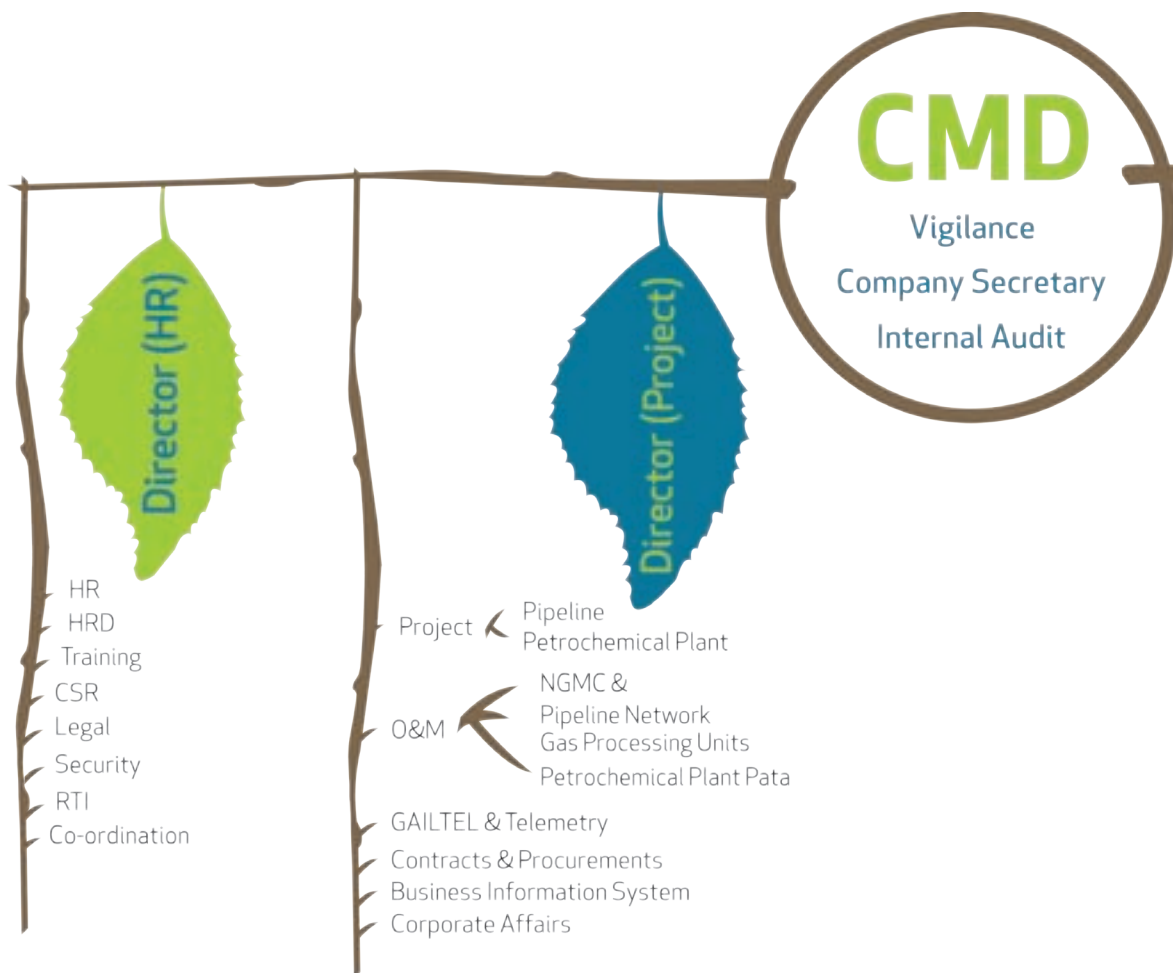 CMD
Vigilance
Company Secretary
Internal Audit
Director (HR)
HR
HRD
Training
CSR
Legal
Security
RTI
Co-ordination
Director (Project)
Project
Pipeline
Petrochemical Plant
O&M
NGMC &
Pipeline Network
Gas Processing Units
Petrochemical Plant Pata
GAILTEL & Telemetry
Contracts & Procurements
Business Information System
Corporate Affairs